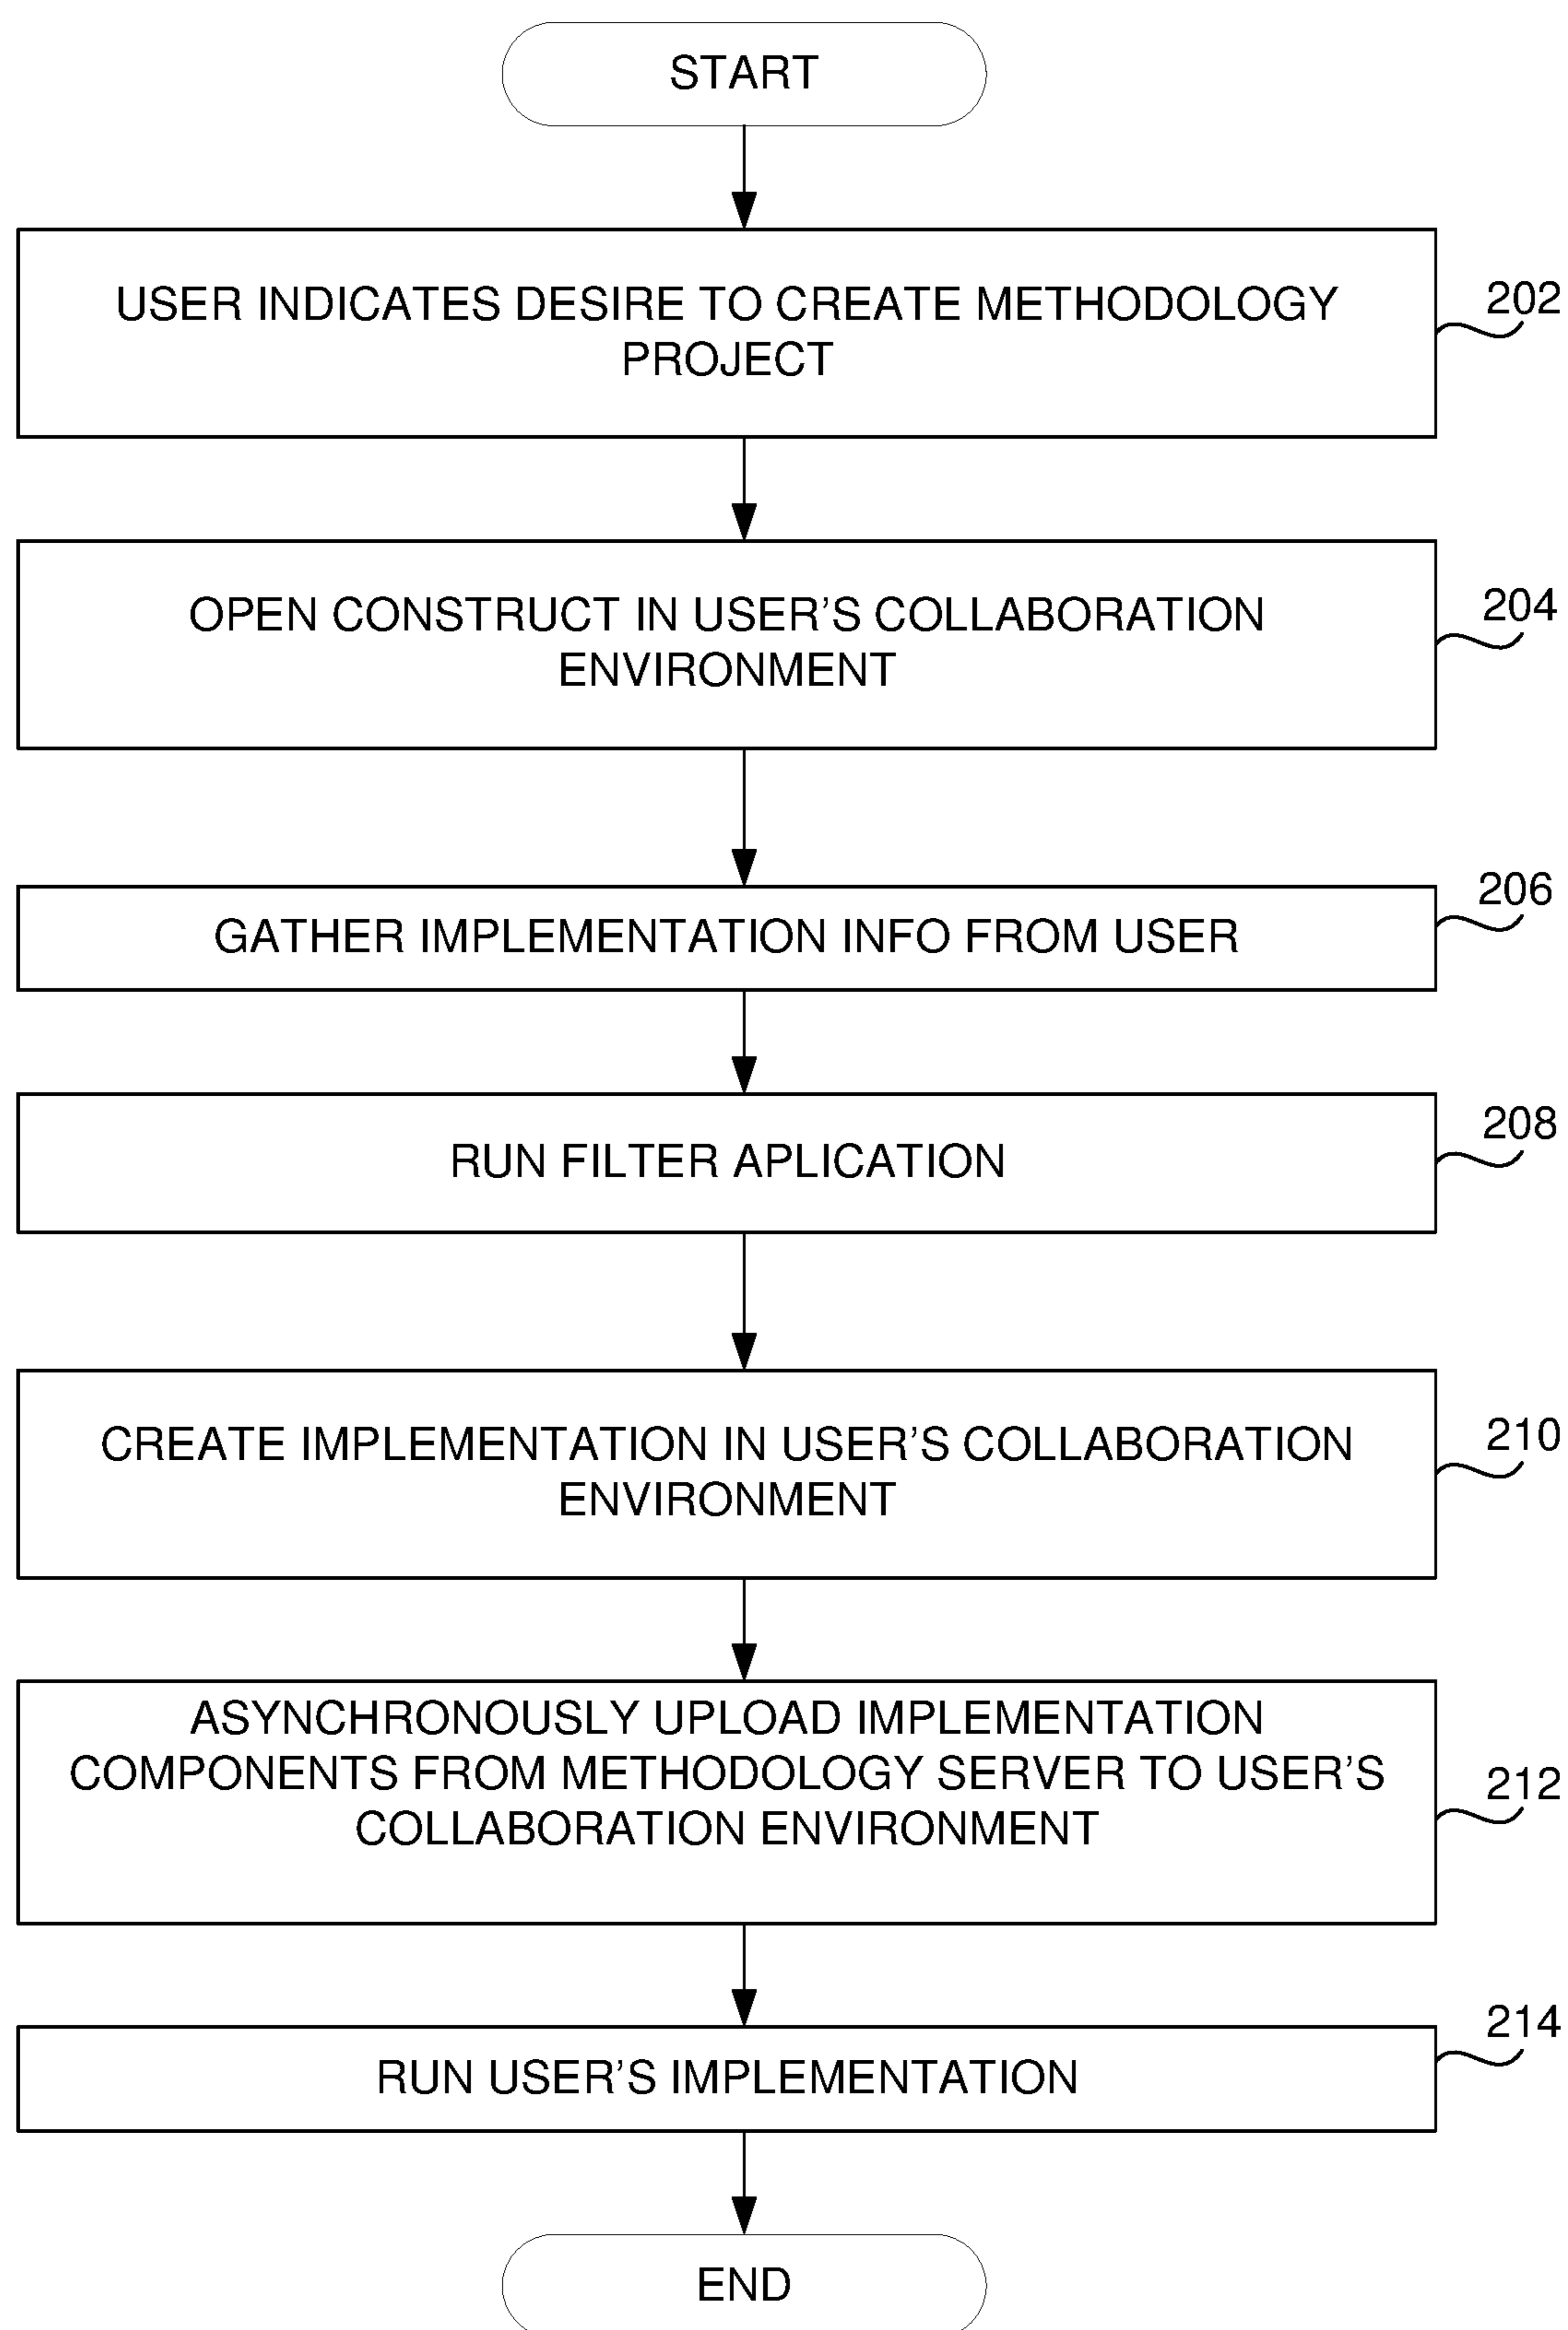 START
USER INDICATES DESIRE TO CREATE METHODOLOGY
PROJECT
202
OPEN CONSTRUCT IN USER'S COLLABORATION
ENVIRONMENT
204
GATHER IMPLEMENTATION INFO FROM USER
206
RUN FILTER APLICATION
208
CREATE IMPLEMENTATION IN USER'S COLLABORATION
ENVIRONMENT
210
ASYNCHRONOUSLY UPLOAD IMPLEMENTATION
COMPONENTS FROM METHODOLOGY SERVER TO USER'S
COLLABORATION ENVIRONMENT
212
RUN USER'S IMPLEMENTATION
214
END